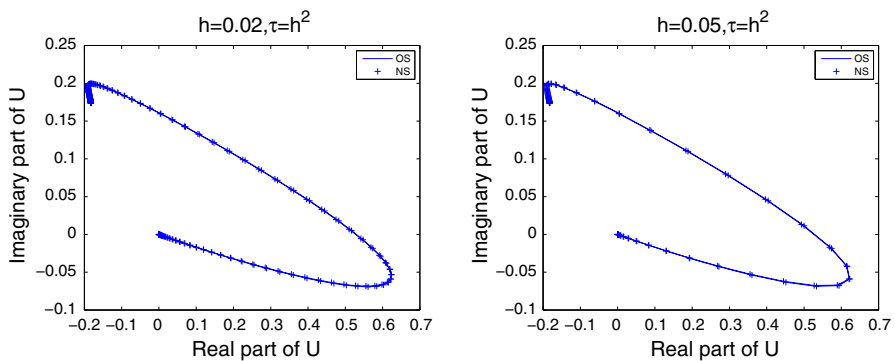 h=0.02,τ=h²
0.25
0.2
0.15
0.1
0.05
0
−0.05
−0.1
Imaginary part of U
OS
NS
−0.2 −0.1 0 0.1 0.2 0.3 0.4 0.5 0.6 0.7
Real part of U
h=0.05,τ=h²
0.25
0.2
0.15
0.1
0.05
0
−0.05
−0.1
Imaginary part of U
OS
NS
−0.2 −0.1 0 0.1 0.2 0.3 0.4 0.5 0.6 0.7
Real part of U